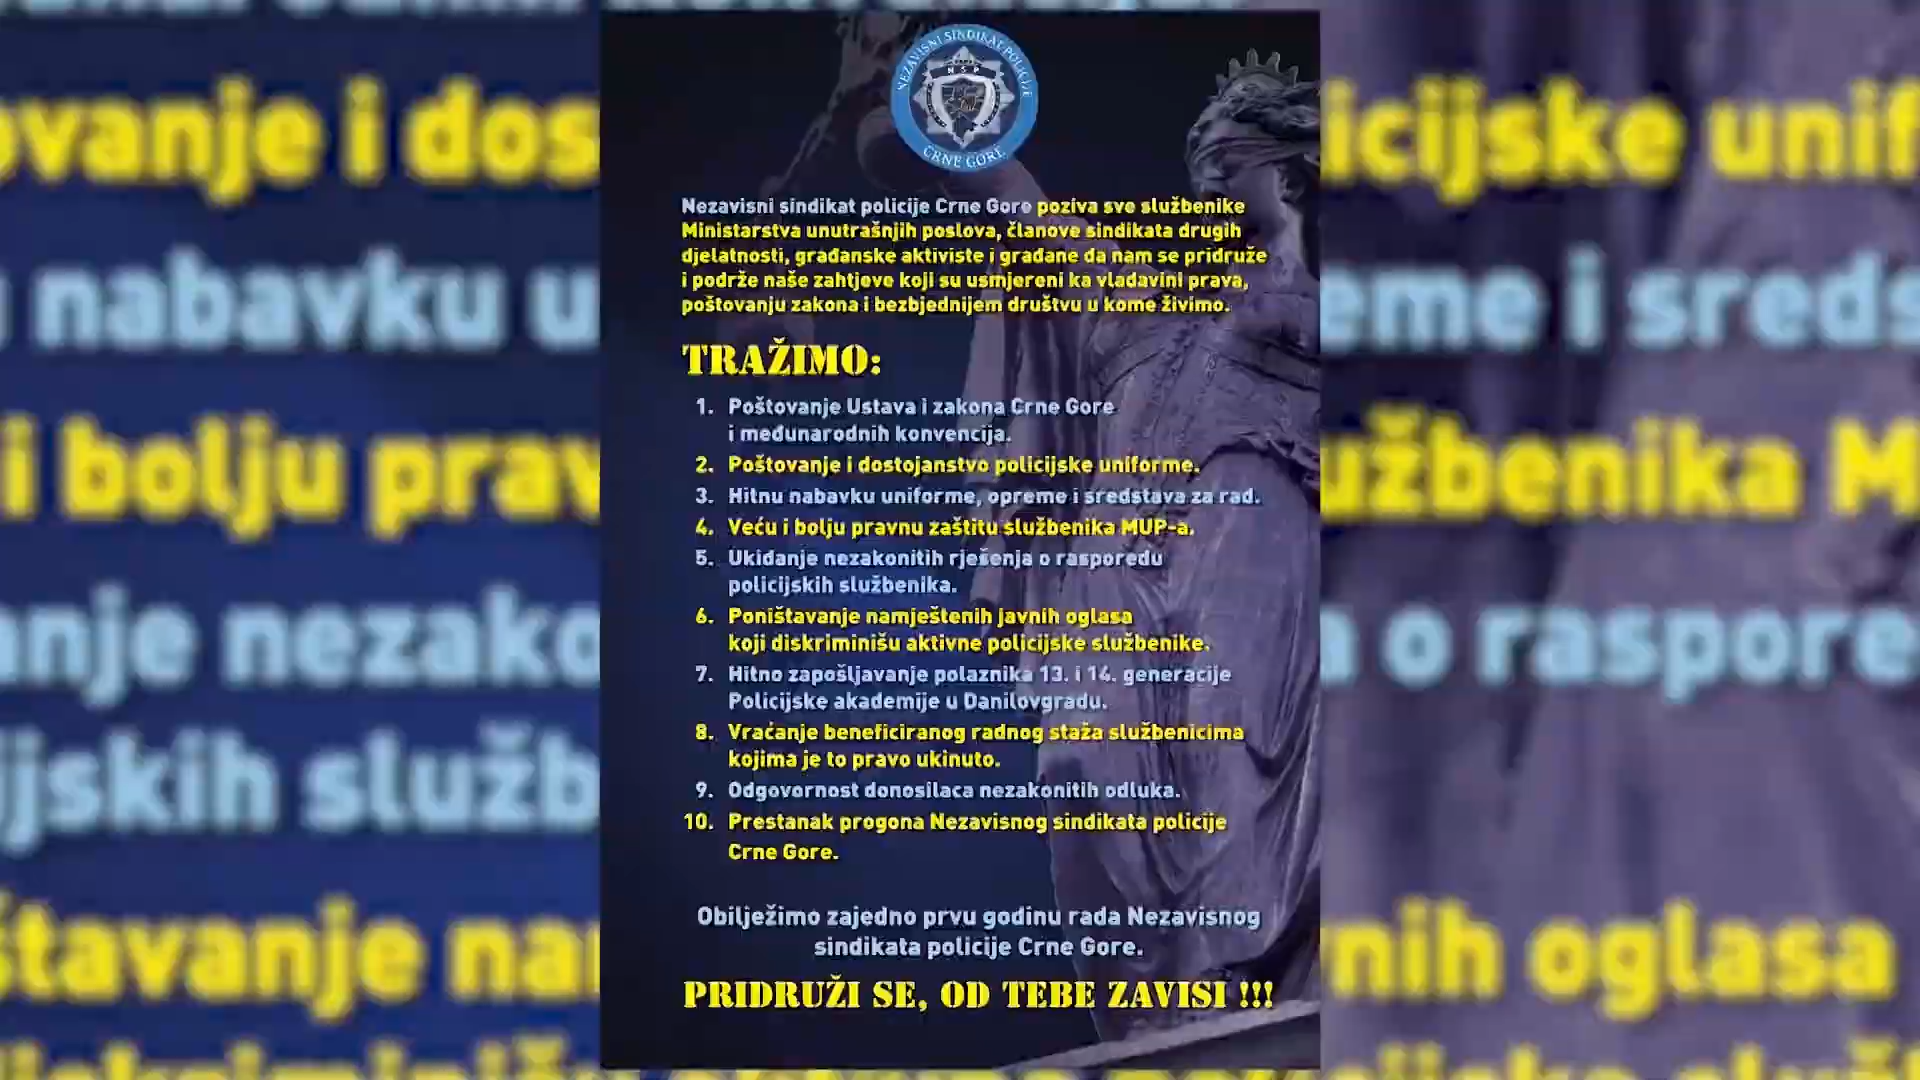 NEZAVISNI SINDIKAT POLICIJE
NSP
CRNE GORE
Nezavisni sindikat policije Crne Gore poziva sve službenike
Ministarstva unutrašnjih poslova, članove sindikata drugih
djelatnosti, građanske aktiviste i građane da nam se pridruže
i podrže naše zahtjeve koji su usmjereni ka vladavini prava,
poštovanju zakona i bezbjednijem društvu u kome živimo.
TRAŽIMO:
1. Poštovanje Ustava i zakona Crne Gore
i međunarodnih konvencija.
2. Poštovanje i dostojanstvo policijske uniforme.
3. Hitnu nabavku uniforme, opreme i sredstava za rad.
4. Veću i bolju pravnu zaštitu službenika MUP-a.
5. Ukidanje nezakonitih rješenja o rasporedu
policijskih službenika.
6. Poništavanje namještenih javnih oglasa
koji diskriminišu aktivne policijske službenike.
7. Hitno zapošljavanje polaznika 13. i 14. generacije
Policijske akademije u Danilovgradu.
8. Vraćanje beneficiranog radnog staža službenicima
kojima je to pravo ukinuto.
9. Odgovornost donosilaca nezakonitih odluka.
10. Prestanak progona Nezavisnog sindikata policije
Crne Gore.
Obilježimo zajedno prvu godinu rada Nezavisnog
sindikata policije Crne Gore.
PRIDRUŽI SE, OD TEBE ZAVISI !!!